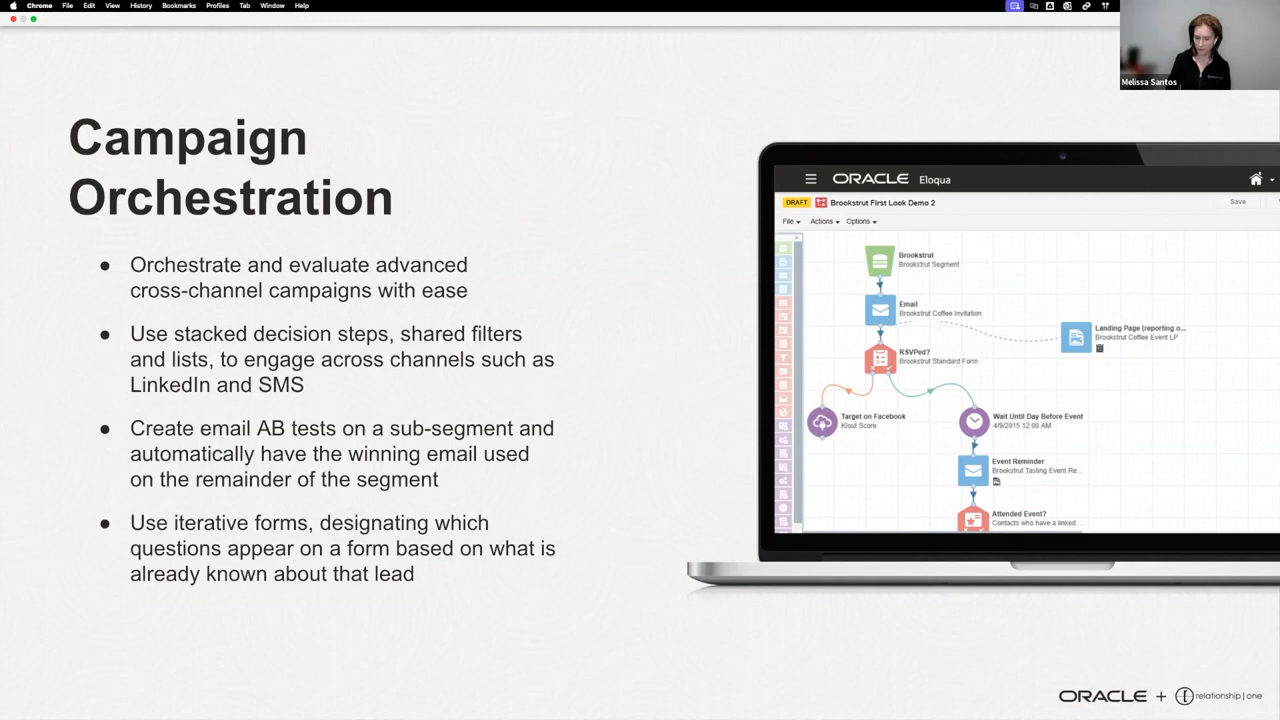 Chrome File Edit View History Bookmarks Profiles Tab Window Help
Melissa Santos
Campaign
Orchestration
● Orchestrate and evaluate advanced
cross-channel campaigns with ease
● Use stacked decision steps, shared filters
and lists, to engage across channels such as
LinkedIn and SMS
● Create email AB tests on a sub-segment and
automatically have the winning email used
on the remainder of the segment
● Use iterative forms, designating which
questions appear on a form based on what is
already known about that lead
ORACLE Eloqua
DRAFT Brookstrut First Look Demo 2 Save
File Actions Options
Brookstrut
Brookstrut Segment
Email
Brookstrut Coffee Invitation
Landing Page (reporting o...
Brookstrut Coffee Event LP
RSVPed?
Brookstrut Standard Form
Target on Facebook
Klout Score
Wait Until Day Before Event
4/9/2015 12:00 AM
Event Reminder
Brookstrut Tasting Event Re...
Attended Event?
Contacts who have a linked ...
ORACLE + relationship | one